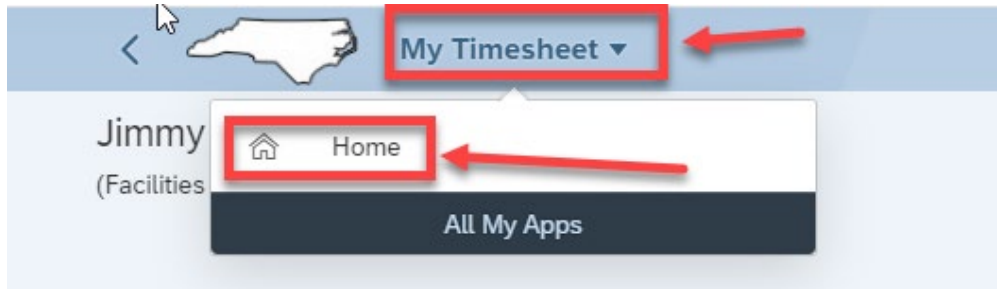 My Timesheet
Jimmy
Home
(Facilities
All My Apps